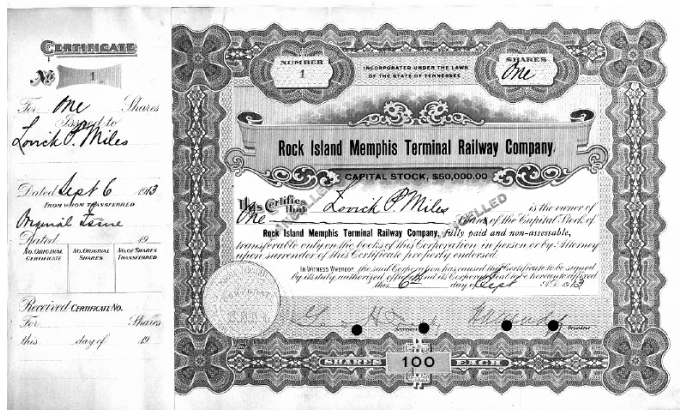 CERTIFICATE
No 1
For One Shares
Issued to
Lovick P. Miles
Dated Sept 6 1913
FROM WHOM TRANSFERRED
Original Issue
Dated 19
NO. ORIGINAL CERTIFICATE
NO. ORIGINAL SHARES
NO. OF SHARES TRANSFERRED
Received CERTIFICATE NO.
For Shares
this day of 19
NUMBER
1
INCORPORATED UNDER THE LAWS
OF THE STATE OF TENNESSEE
SHARES
One
Rock Island Memphis Terminal Railway Company.
CAPITAL STOCK, $50,000.00
This Certifies that Lovick P. Miles is the owner of
One Shares of the Capital Stock of
Rock Island Memphis Terminal Railway Company, fully paid and non-assessable,
transferable only on the books of this Corporation in person or by Attorney
upon surrender of this Certificate properly endorsed.
IN WITNESS WHEREOF, the said Corporation has caused this Certificate to be signed
by its duly authorized officers and its Corporate Seal to be hereunto affixed
this 6th day of Sept A.D. 1913
President
SHARES 100 EACH